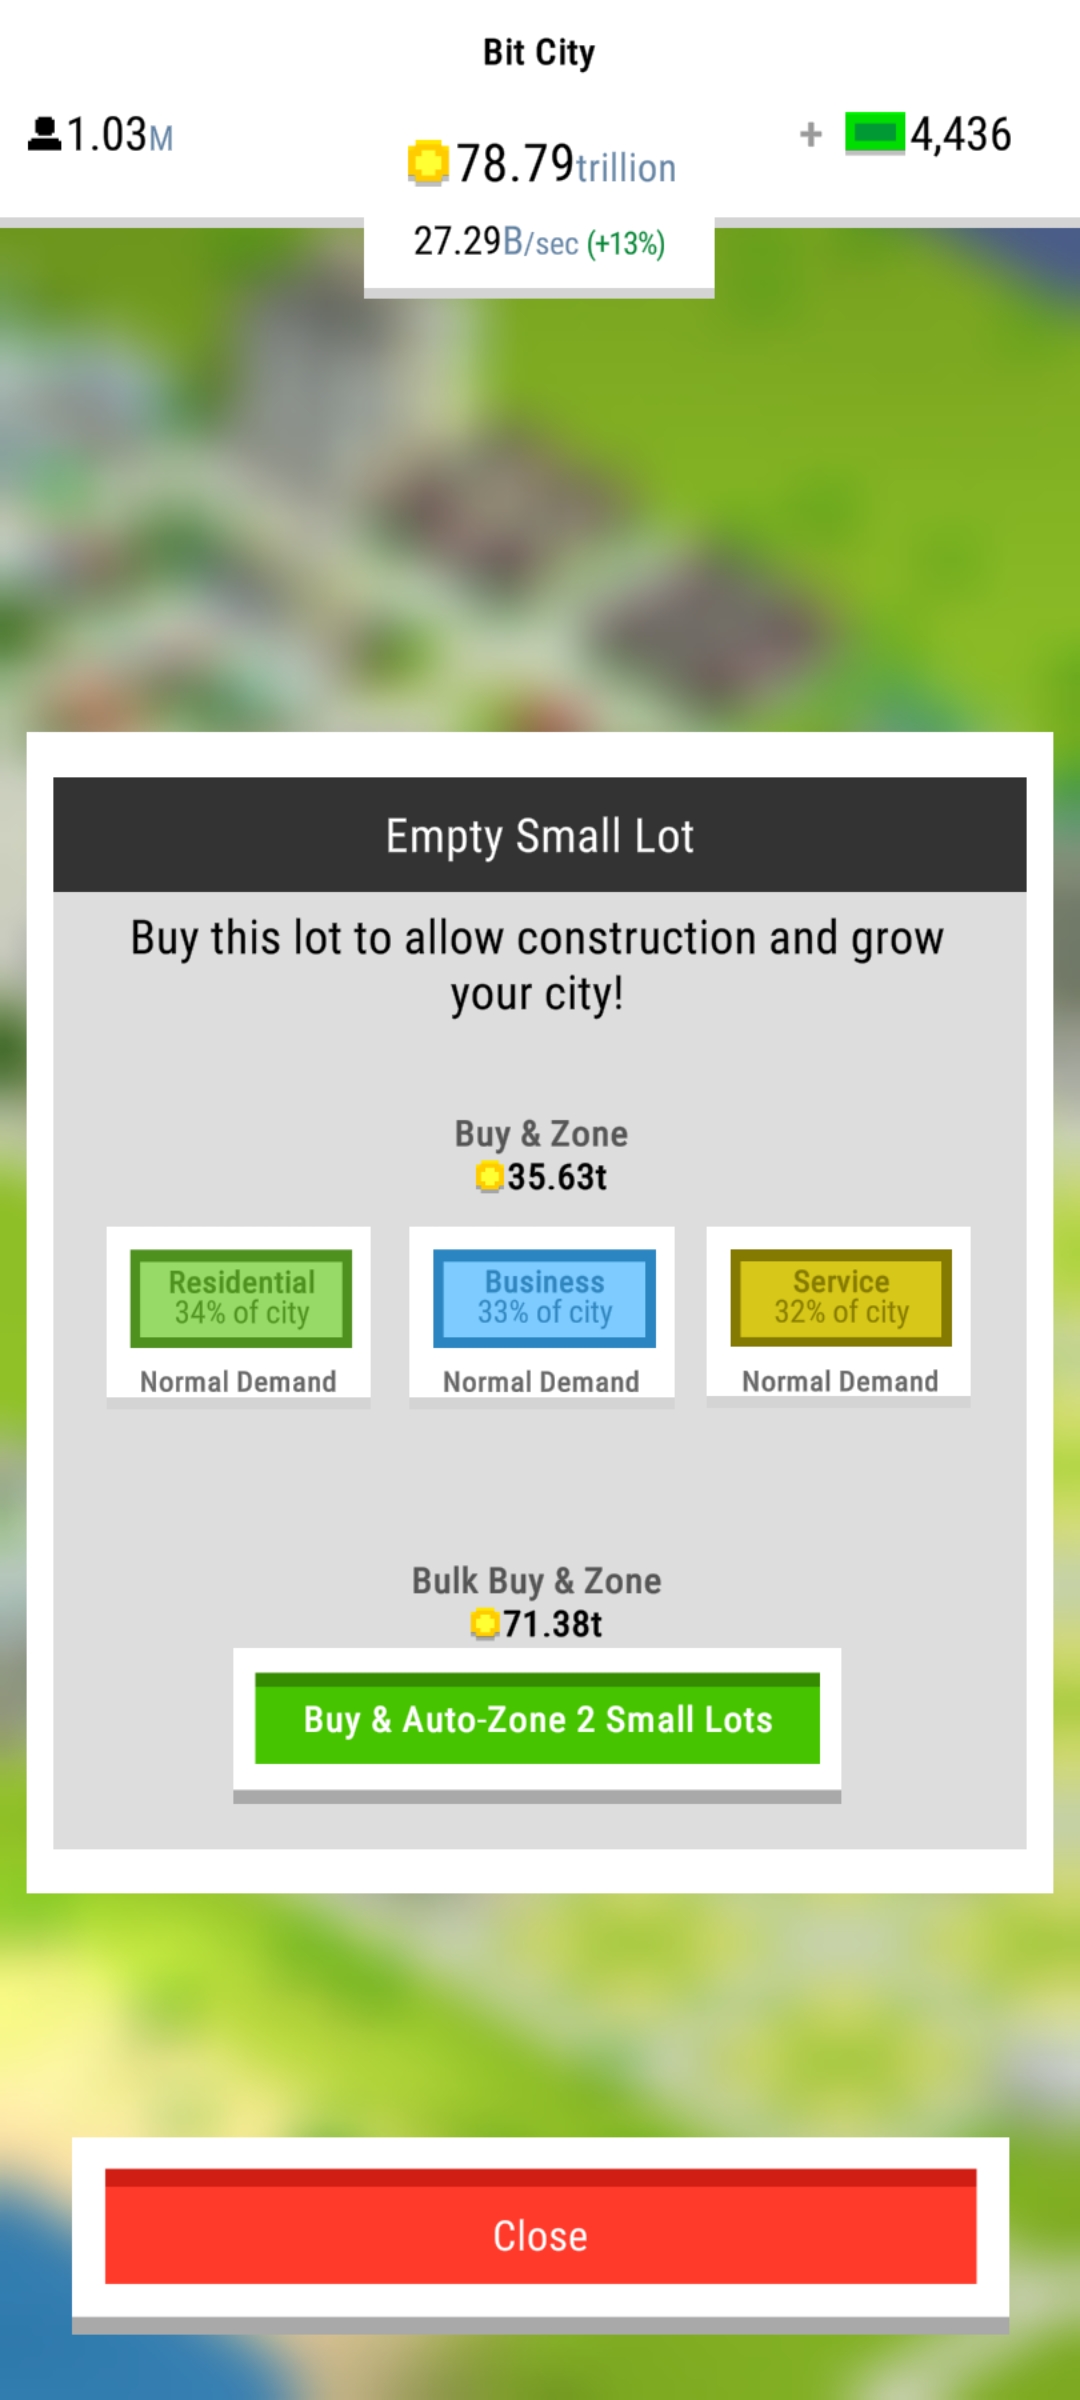 Bit City
1.03M
78.79trillion
+ 4,436
27.29B/sec (+13%)
Empty Small Lot
Buy this lot to allow construction and grow
your city!
Buy & Zone
35.63t
Residential
34% of city
Normal Demand
Business
33% of city
Normal Demand
Service
32% of city
Normal Demand
Bulk Buy & Zone
71.38t
Buy & Auto-Zone 2 Small Lots
Close